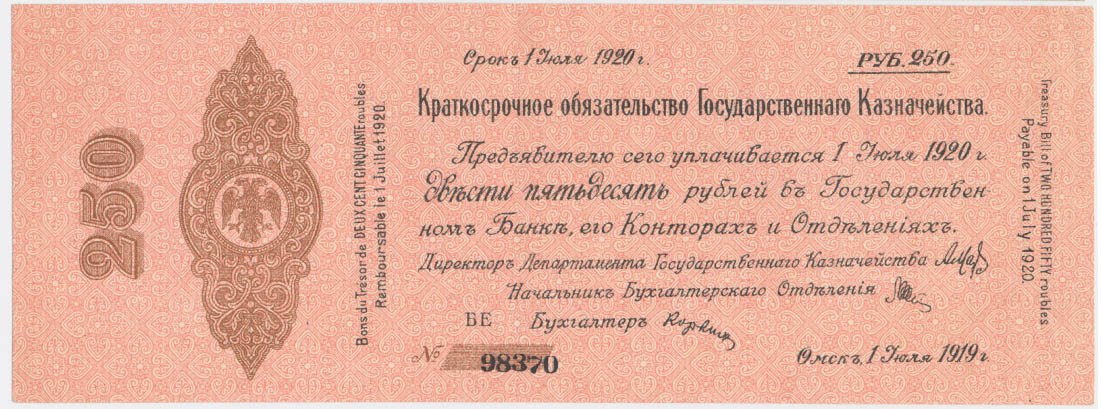 250
Bons du Tresor de DEUX CENT CINQUANTE roubles
Remboursable le 1 Juillet 1920.
Срокъ 1 Іюля 1920 г.
РУБ. 250.
Краткосрочное обязательство Государственнаго Казначейства.
Предъявителю сего уплачивается 1 Іюля 1920 г.
двѣсти пятьдесятъ рублей въ Государствен
номъ Банкѣ, его Конторахъ и Отдѣленіяхъ.
Директоръ Департамента Государственнаго Казначейства
Начальникъ Бухгалтерскаго Отдѣленія
БЕ Бухгалтеръ
№ 98370
Омскъ, 1 Іюля 1919 г.
Treasury Bill of TWO HUNDRED FIFTY roubles
Payable on 1 July 1920.